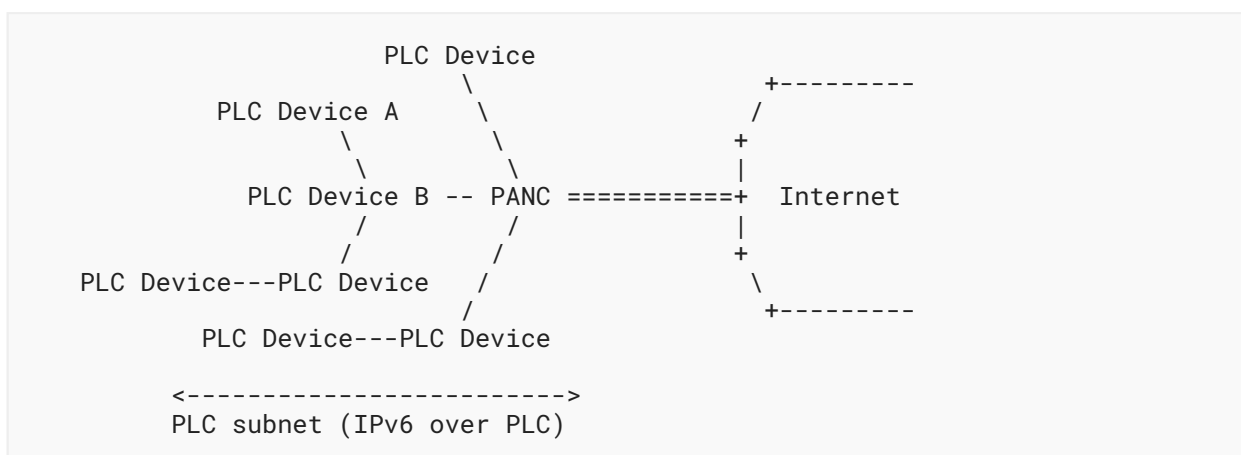 PLC Device
\ +---------
PLC Device A \ /
\ \ +
\ \ |
PLC Device B -- PANC ===========+ Internet
/ / |
/ / +
PLC Device---PLC Device / \
/ +---------
PLC Device---PLC Device
<------------------------->
PLC subnet (IPv6 over PLC)